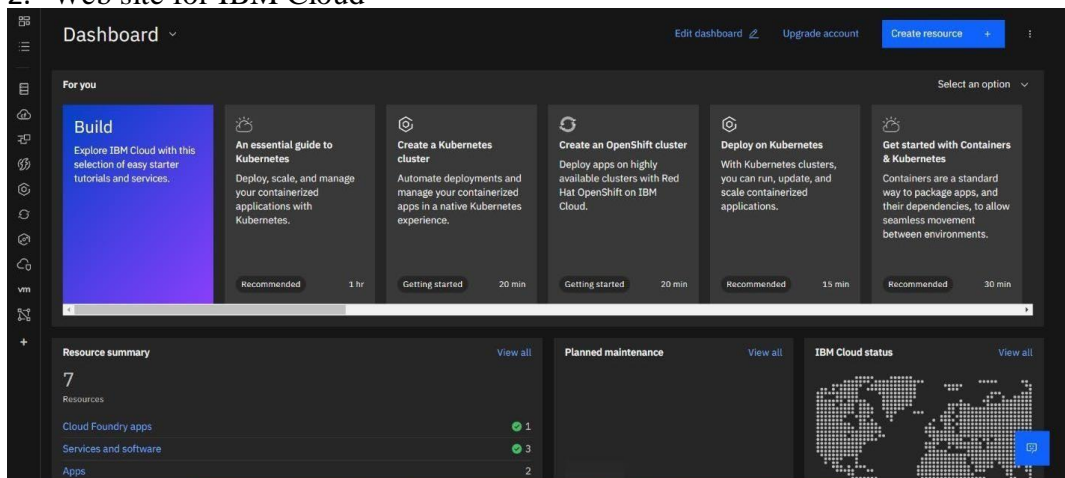 2. Web site for IBM Cloud
Dashboard
Edit dashboard
Upgrade account
Create resource +
For you
Select an option
Build
Explore IBM Cloud with this
selection of easy starter
tutorials and services.
An essential guide to
Kubernetes
Deploy, scale, and manage
your containerized
applications with
Kubernetes.
Recommended 1 hr
Create a Kubernetes
cluster
Automate deployments and
manage your containerized
apps in a native Kubernetes
experience.
Getting started 20 min
Create an OpenShift cluster
Deploy apps on highly
available clusters with Red
Hat OpenShift on IBM
Cloud.
Getting started 20 min
Deploy on Kubernetes
With Kubernetes clusters,
you can run, update, and
scale containerized
applications.
Recommended 15 min
Get started with Containers
& Kubernetes
Containers are a standard
way to package apps, and
their dependencies, to allow
seamless movement
between environments.
Recommended 30 min
vm
+
Resource summary View all
7
Resources
Cloud Foundry apps 1
Services and software 3
Apps 2
Planned maintenance View all
IBM Cloud status View all